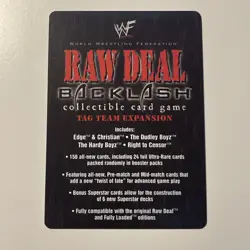 WF
WORLD WRESTLING FEDERATION
RAW DEAL
BACKLASH
collectible card game
TAG TEAM EXPANSION
includes:
Edge™ & Christian™ • The Dudley Boyz™
The Hardy Boyz™ • Right to Censor™
• 150 all-new cards, including 24 foil Ultra-Rare cards
packed randomly in booster packs
• Featuring all-new, Pre-match and Mid-match cards that
add a new "twist of fate" for advanced game play
• Bonus Superstar cards allow for the construction
of 6 new Superstar decks
• Fully compatible with the original Raw Deal™
and Fully Loaded™ editions